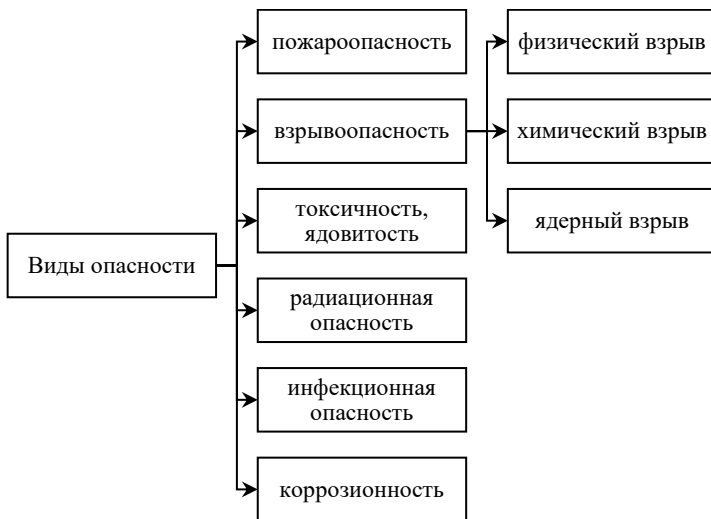 пожароопасность
физический взрыв
взрывоопасность
химический взрыв
токсичность,
ядовитость
ядерный взрыв
Виды опасности
радиационная
опасность
инфекционная
опасность
коррозионность